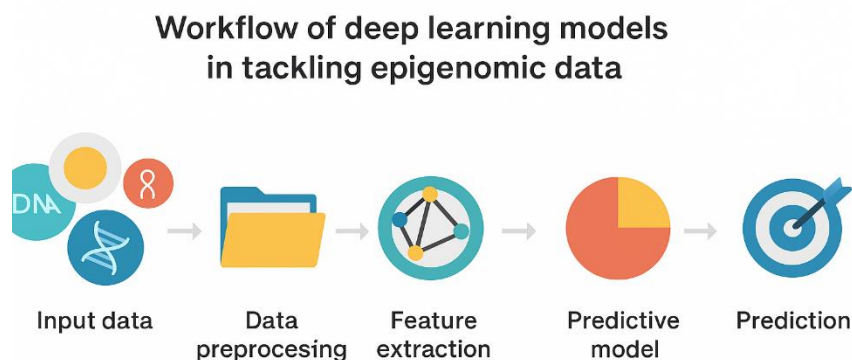 Workflow of deep learning models
in tackling epigenomic data
DNA
Input data
Data
preprocesing
Feature
extraction
Predictive
model
Prediction